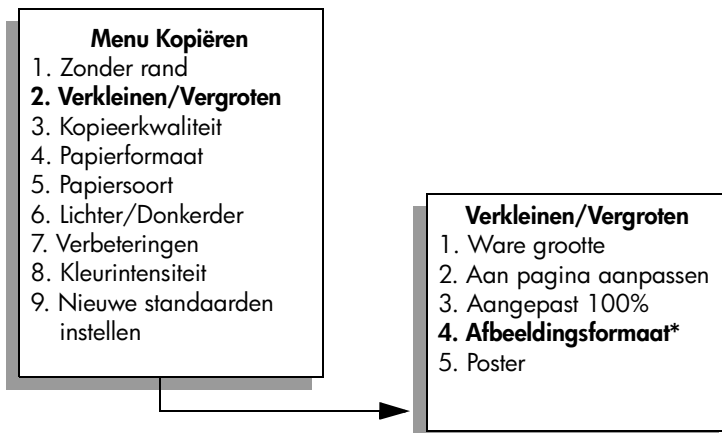 Menu Kopiëren
1. Zonder rand
2. Verkleinen/Vergroten
3. Kopieerkwaliteit
4. Papierformaat
5. Papiersoort
6. Lichter/Donkerder
7. Verbeteringen
8. Kleurintensiteit
9. Nieuwe standaarden
instellen
Verkleinen/Vergroten
1. Ware grootte
2. Aan pagina aanpassen
3. Aangepast 100%
4. Afbeeldingsformaat*
5. Poster